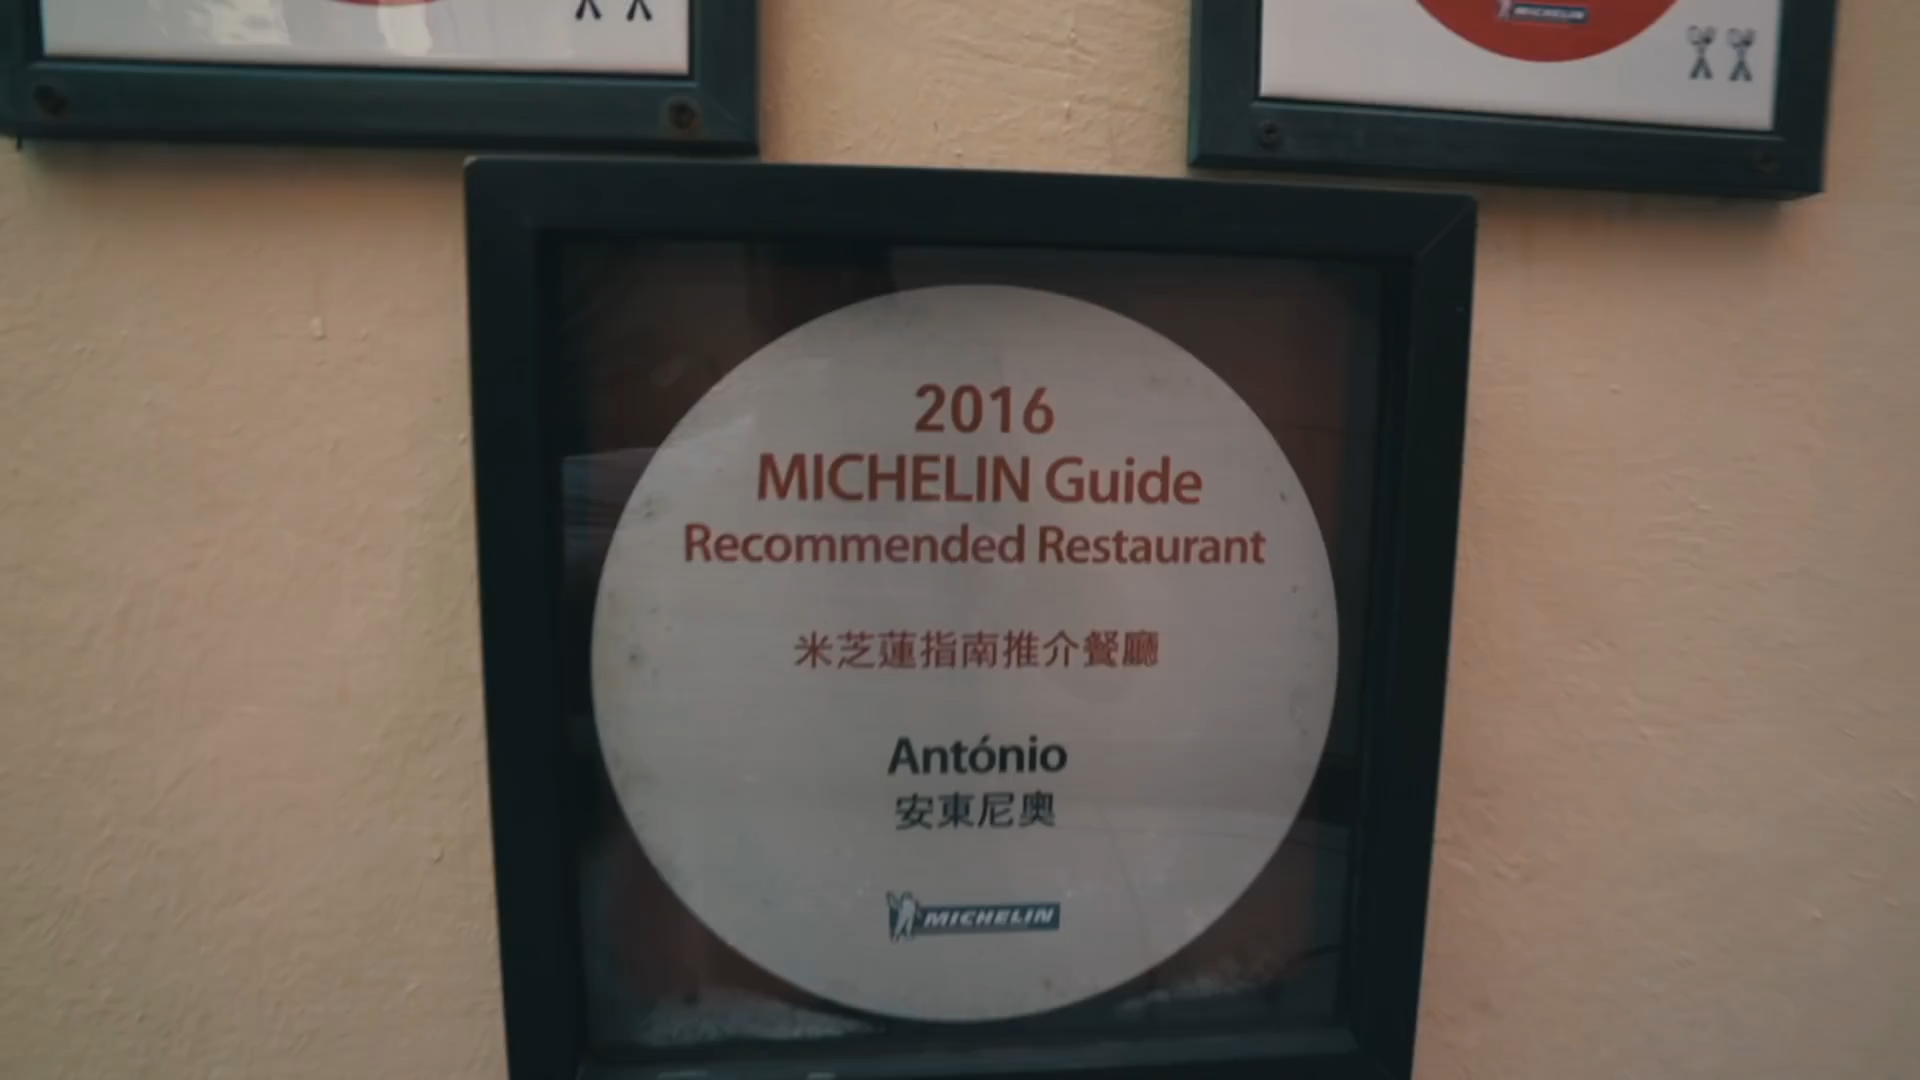 MICHELIN
2016
MICHELIN Guide
Recommended Restaurant
米芝蓮指南推介餐廳
António
安東尼奧
MICHELIN